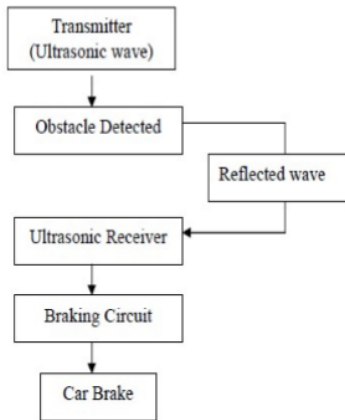 Transmitter
(Ultrasonic wave)
Obstacle Detected
Reflected wave
Ultrasonic Receiver
Braking Circuit
Car Brake